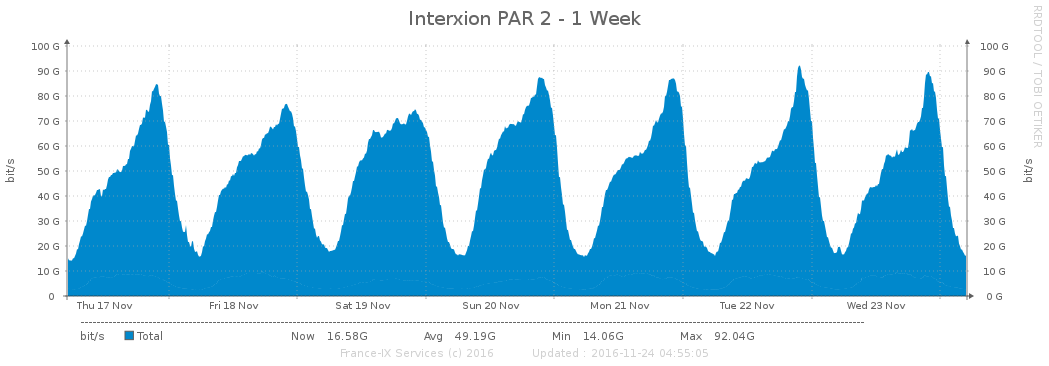 Interxion PAR 2 - 1 Week
RRDTOOL / TOBI OETIKER
100 G 100 G
90 G 90 G
80 G 80 G
70 G 70 G
60 G 60 G
50 G 50 G
40 G 40 G
30 G 30 G
20 G 20 G
10 G 10 G
0 0 G
bit/s bit/s
Thu 17 Nov Fri 18 Nov Sat 19 Nov Sun 20 Nov Mon 21 Nov Tue 22 Nov Wed 23 Nov
bit/s Total Now 16.58G Avg 49.19G Min 14.06G Max 92.04G
France-IX Services (c) 2016 Updated : 2016-11-24 04:55:05